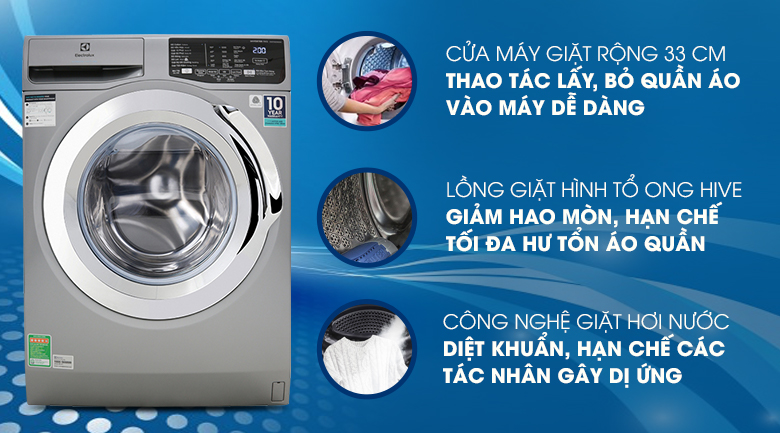 Electrolux
2:00
10
YEAR
CỬA MÁY GIẶT RỘNG 33 CM
THAO TÁC LẤY, BỎ QUẦN ÁO
VÀO MÁY DỄ DÀNG
LỒNG GIẶT HÌNH TỔ ONG HIVE
GIẢM HAO MÒN, HẠN CHẾ
TỐI ĐA HƯ TỔN ÁO QUẦN
CÔNG NGHỆ GIẶT HƠI NƯỚC
DIỆT KHUẨN, HẠN CHẾ CÁC
TÁC NHÂN GÂY DỊ ỨNG